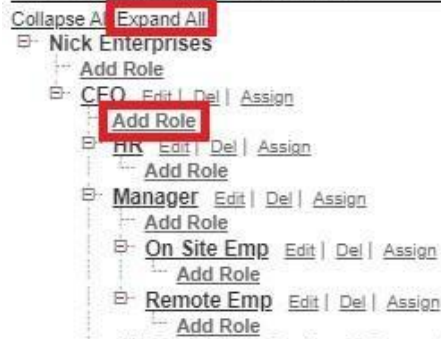 Collapse Al Expand All
Nick Enterprises
Add Role
CEO Edit | Del | Assign
Add Role
HR Edit | Del | Assign
Add Role
Manager Edit | Del | Assign
Add Role
On Site Emp Edit | Del | Assign
Add Role
Remote Emp Edit | Del | Assign
Add Role